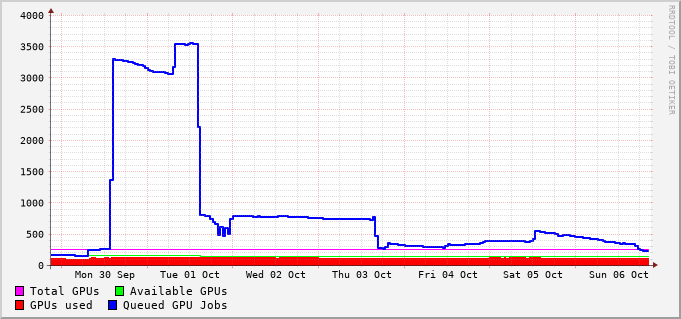 RRDTOOL / TOBI OETIKER
4000
3500
3000
2500
2000
1500
1000
500
0
Mon 30 Sep Tue 01 Oct Wed 02 Oct Thu 03 Oct Fri 04 Oct Sat 05 Oct Sun 06 Oct
Total GPUs Available GPUs
GPUs used Queued GPU Jobs